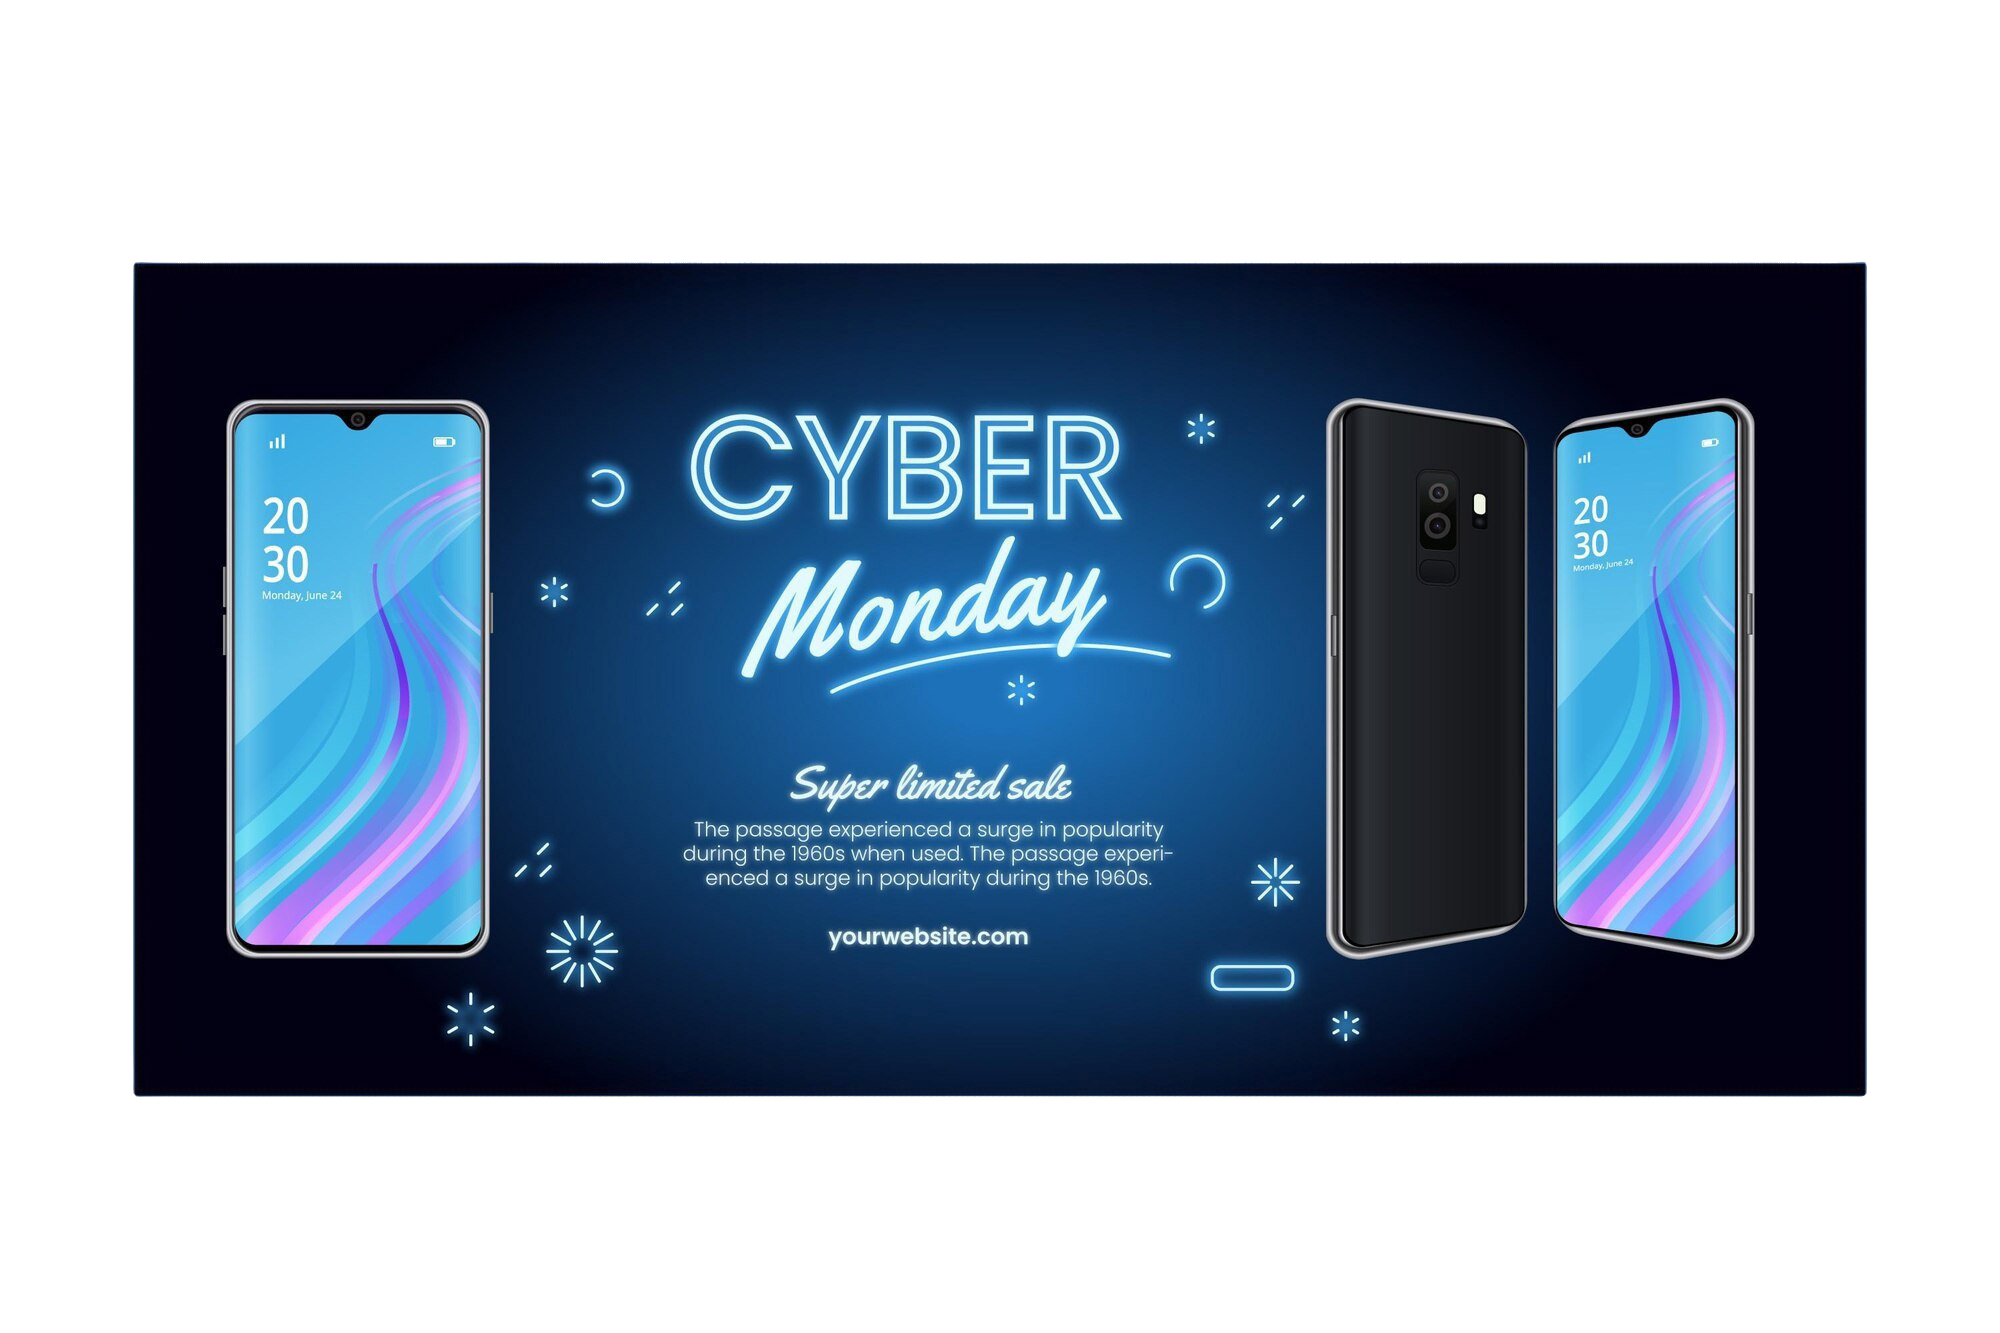 20
30
Monday, June 24
CYBER
Monday
Super limited sale
The passage experienced a surge in popularity
during the 1960s when used. The passage experi-
enced a surge in popularity during the 1960s.
yourwebsite.com
20
30
Monday, June 24